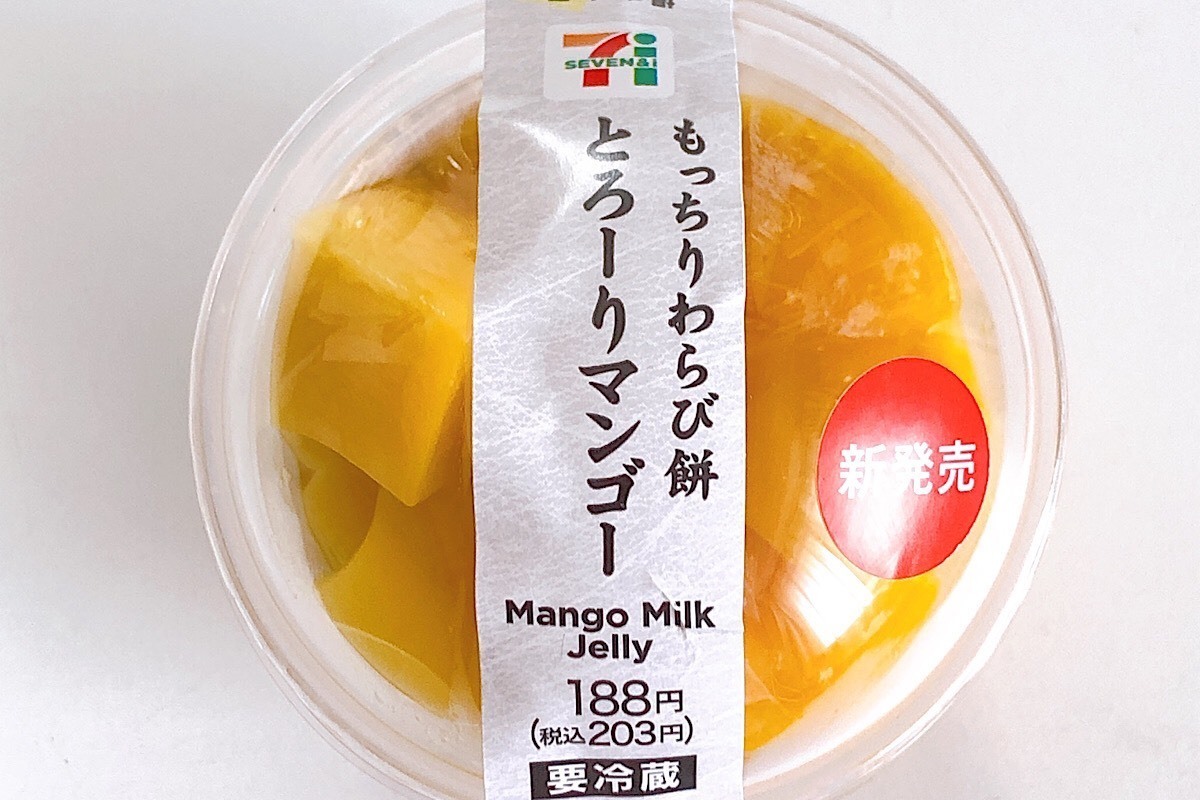 SEVEN&i
もっちりわらび餅
とろーりマンゴー
Mango Milk
Jelly
188円
(税込203円)
要冷蔵
新発売